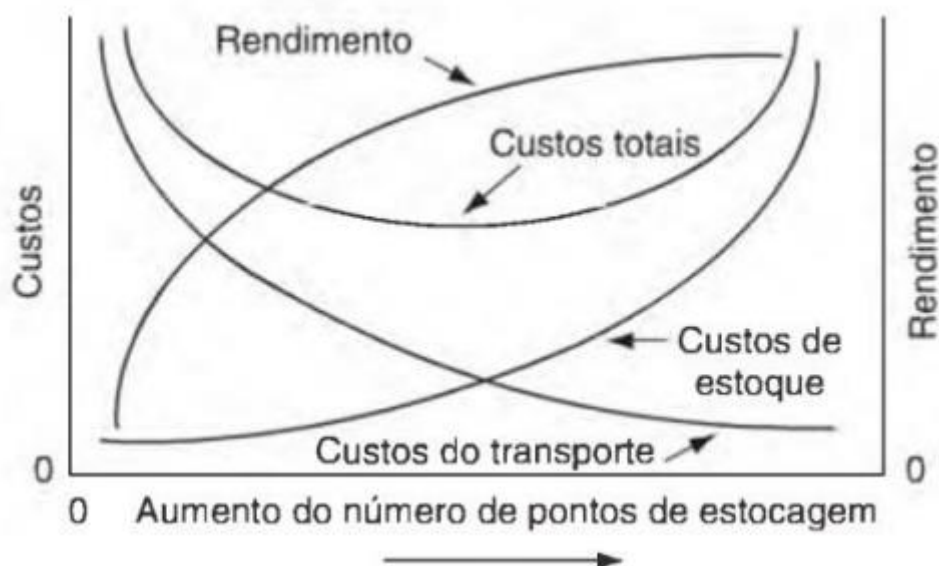 Rendimento
Custos totais
Custos
Rendimento
Custos de
estoque
Custos do transporte
0
0
0
Aumento do número de pontos de estocagem